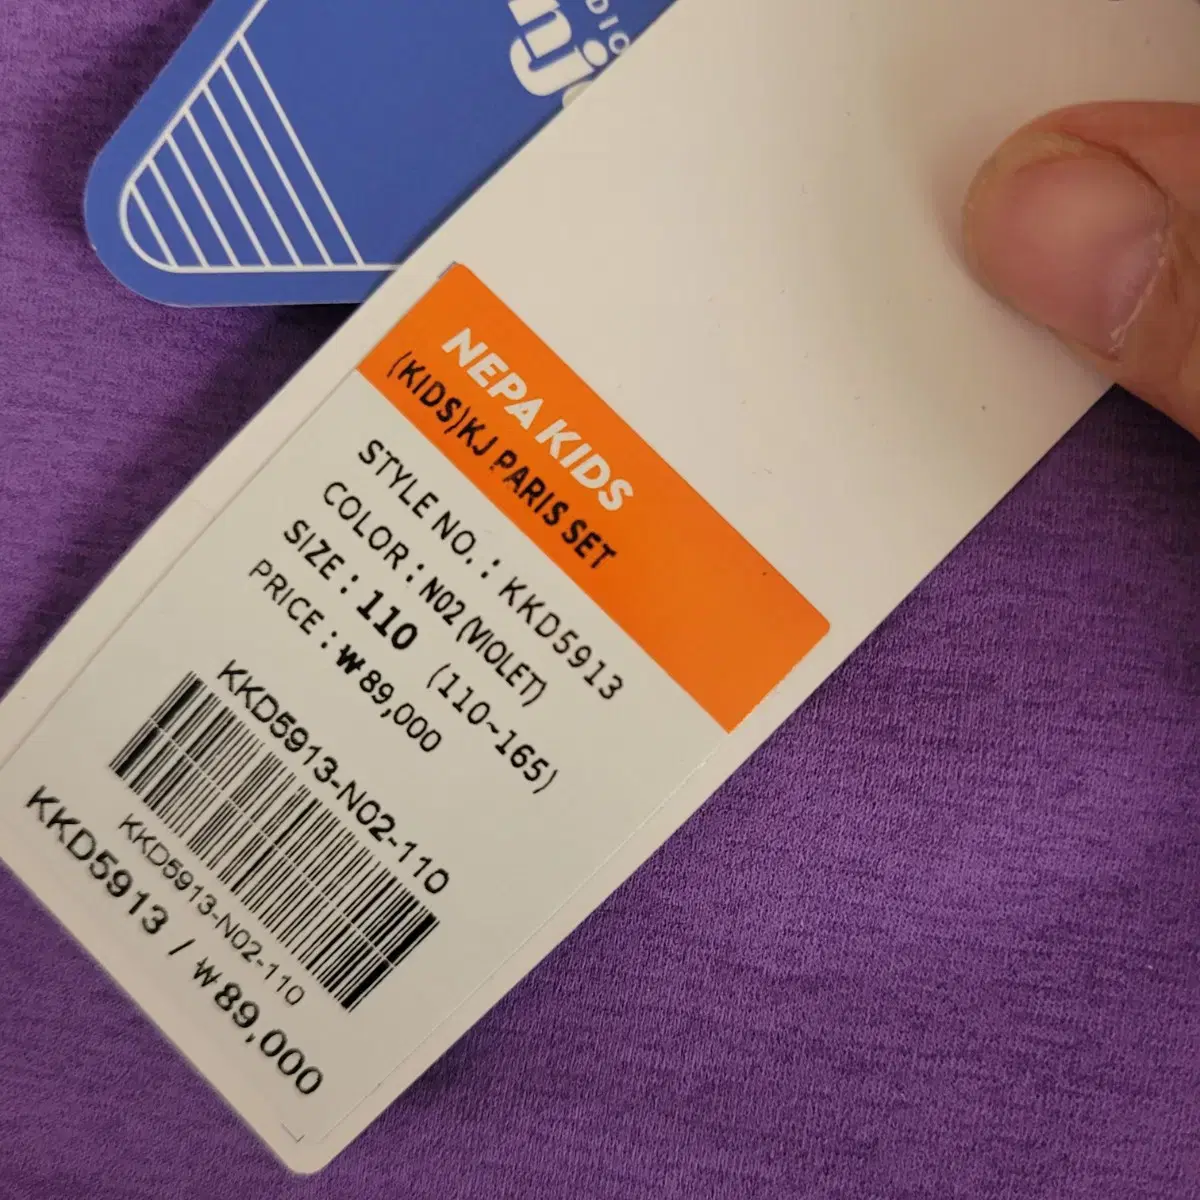 NEPA KIDS
(KIDS)KJ PARIS SET
STYLE NO. : KKD5913
COLOR : N02 (VIOLET)
SIZE : 110 (110~165)
PRICE : ₩89,000
KKD5913-N02-110
KKD5913-N02-110
KKD5913 / ₩89,000